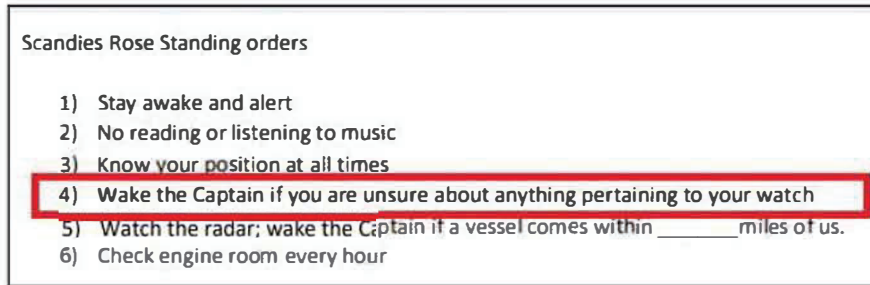 Scandies Rose Standing orders
1) Stay awake and alert
2) No reading or listening to music
3) Know your position at all times
4) Wake the Captain if you are unsure about anything pertaining to your watch
5) Watch the radar; wake the Captain if a vessel comes within _______miles of us.
6) Check engine room every hour